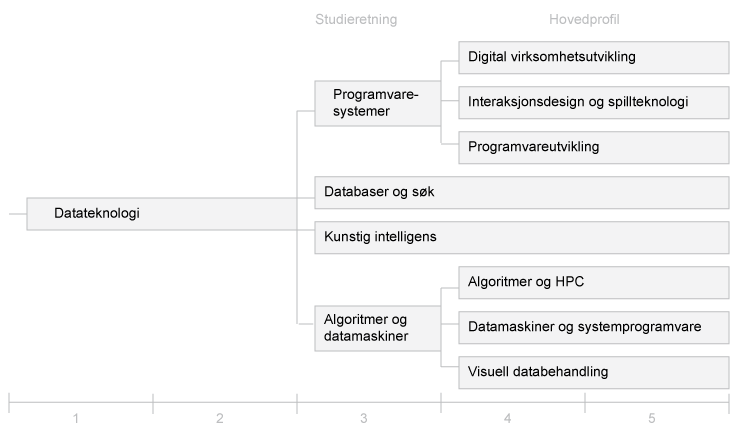 Studieretning
Hovedprofil
Digital virksomhetsutvikling
Programvare-
systemer
Interaksjonsdesign og spillteknologi
Programvareutvikling
Databaser og søk
Datateknologi
Kunstig intelligens
Algoritmer og HPC
Algoritmer og
datamaskiner
Datamaskiner og systemprogramvare
Visuell databehandling
1
2
3
4
5